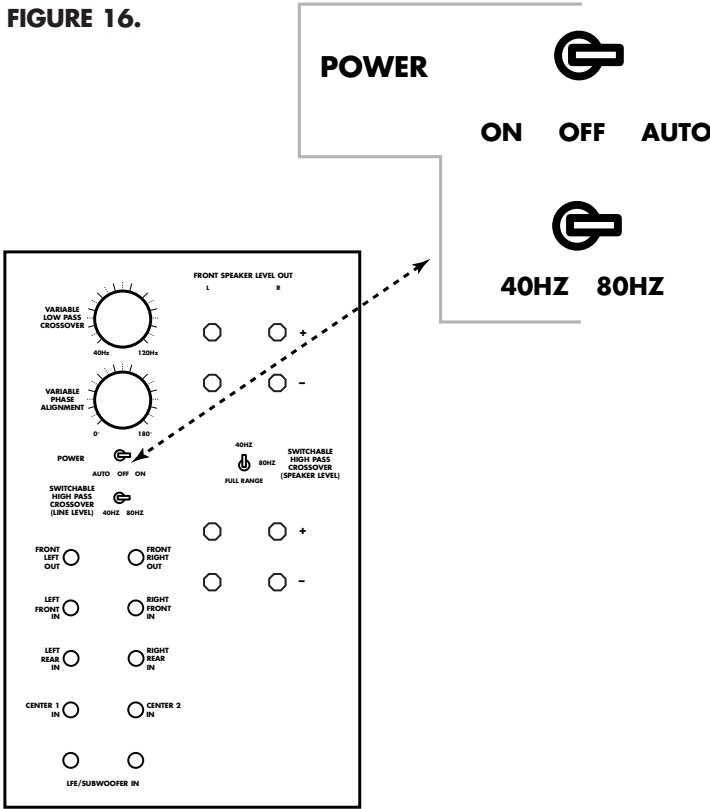 FIGURE 16.
POWER
ON OFF AUTO
40HZ 80HZ
FRONT SPEAKER LEVEL OUT
L R
VARIABLE
LOW PASS
CROSSOVER
40Hz 120Hz
+
–
VARIABLE
PHASE
ALIGNMENT
0° 180°
POWER
AUTO OFF ON
SWITCHABLE
HIGH PASS
CROSSOVER
(LINE LEVEL)
40HZ 80HZ
40HZ
80HZ
FULL RANGE
SWITCHABLE
HIGH PASS
CROSSOVER
(SPEAKER LEVEL)
+
–
FRONT
LEFT
OUT
FRONT
RIGHT
OUT
LEFT
FRONT
IN
RIGHT
FRONT
IN
LEFT
REAR
IN
RIGHT
REAR
IN
CENTER 1
IN
CENTER 2
IN
LFE/SUBWOOFER IN